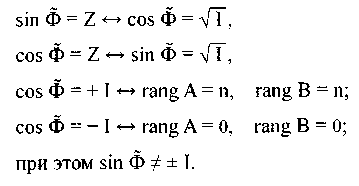 sin Φ̃ = Z ↔ cos Φ̃ = √I,
cos Φ̃ = Z ↔ sin Φ̃ = √I,
cos Φ̃ = + I ↔ rang A = n, rang B = n;
cos Φ̃ = − I ↔ rang A = 0, rang B = 0;
при этом sin Φ̃ ≠ ± I.